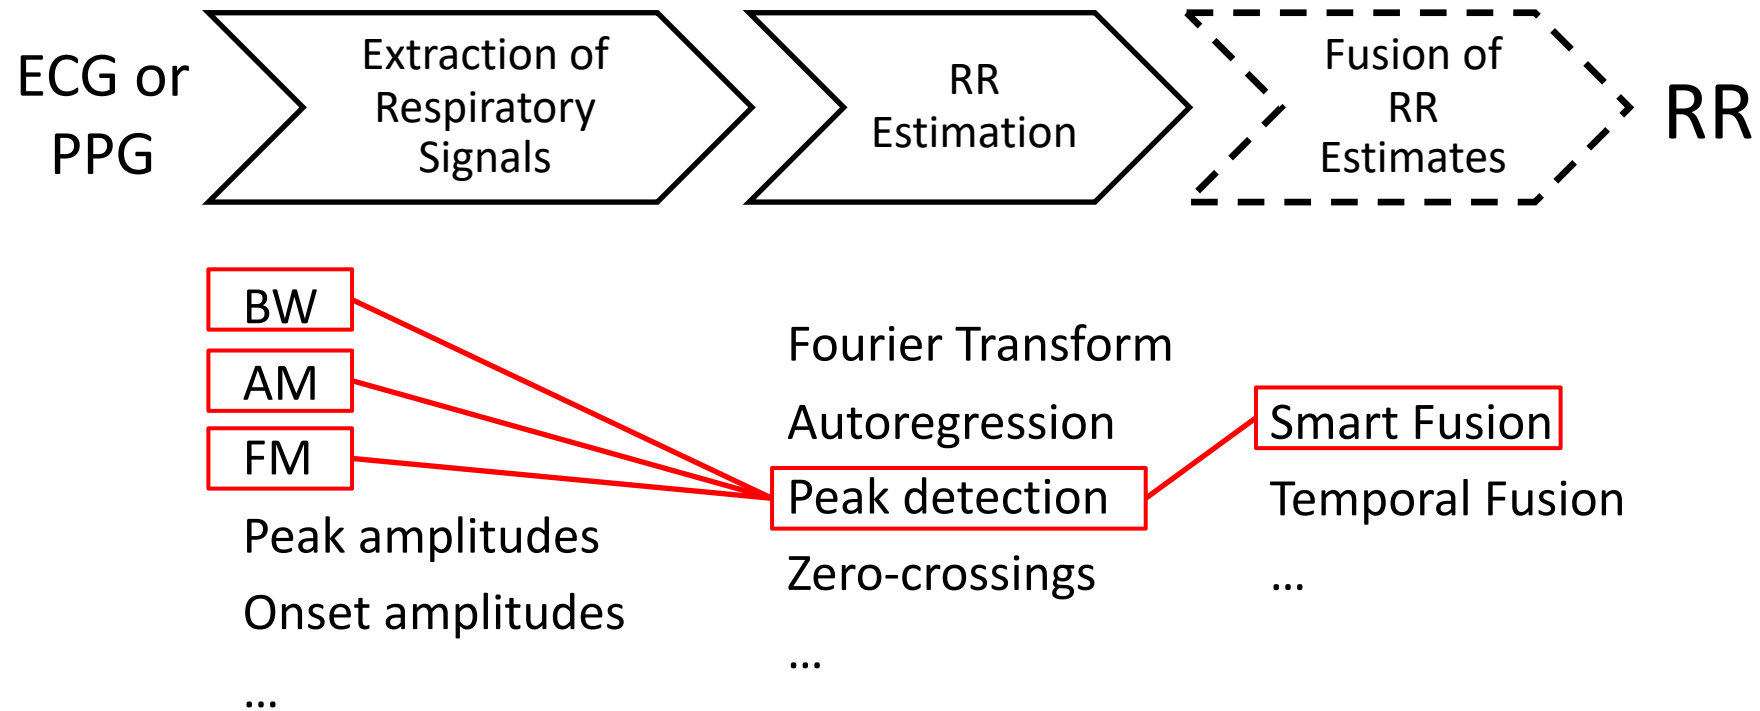 ECG or
PPG
Extraction of
Respiratory
Signals
RR
Estimation
Fusion of
RR
Estimates
RR
BW
AM
FM
Peak amplitudes
Onset amplitudes
...
Fourier Transform
Autoregression
Peak detection
Zero-crossings
...
Smart Fusion
Temporal Fusion
...